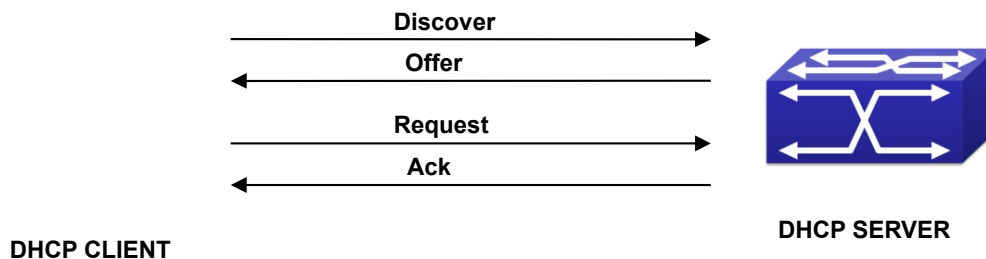 Discover
Offer
Request
Ack
DHCP SERVER
DHCP CLIENT